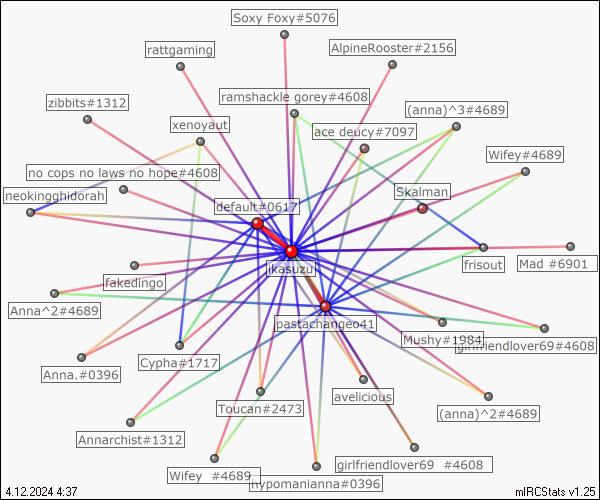 Soxy Foxy#5076
rattgaming
AlpineRooster#2156
zibbits#1312
ramshackle gorey#4608
(anna)^3#4689
xenoyaut
ace deucy#7097
Wifey#4689
no cops no laws no hope#4608
neokingghidorah
Skalman
default#0617
jikasuzu
fakedingo
frisout
Mad #6901
Anna^2#4689
pastachangeo41
Mushy#1984
girlfriendlover69#4608
Cypha#1717
Anna.#0396
avelicious
Toucan#2473
(anna)^2#4689
Annarchist#1312
girlfriendlover69 #4608
Wifey #4689
hypomanianna#0396
4.12.2024 4:37
mIRCStats v1.25